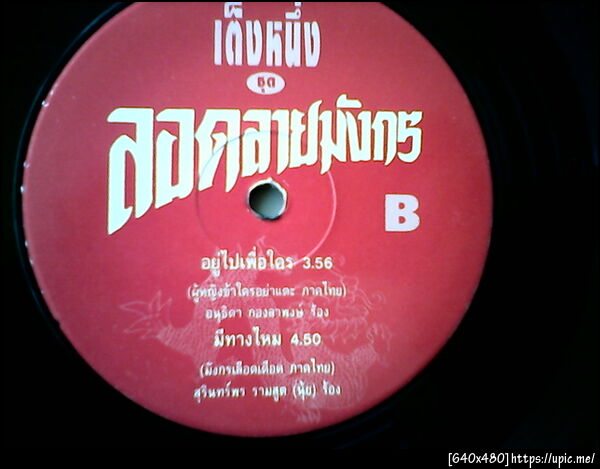 เต็งหนึ่ง
ชุด
ลอดลายมังกร
B
อยู่ไปเพื่อใคร 3.56
(ผู้หญิงข้าใครอย่าแตะ ภาคไทย)
อนุธิดา กองสาพงษ์ ร้อง
มีทางไหม 4.50
(มังกรเลือดเดือด ภาคไทย)
สุรินทร์พร รามสูต (นุ้ย) ร้อง
[640x480]https://upic.me/